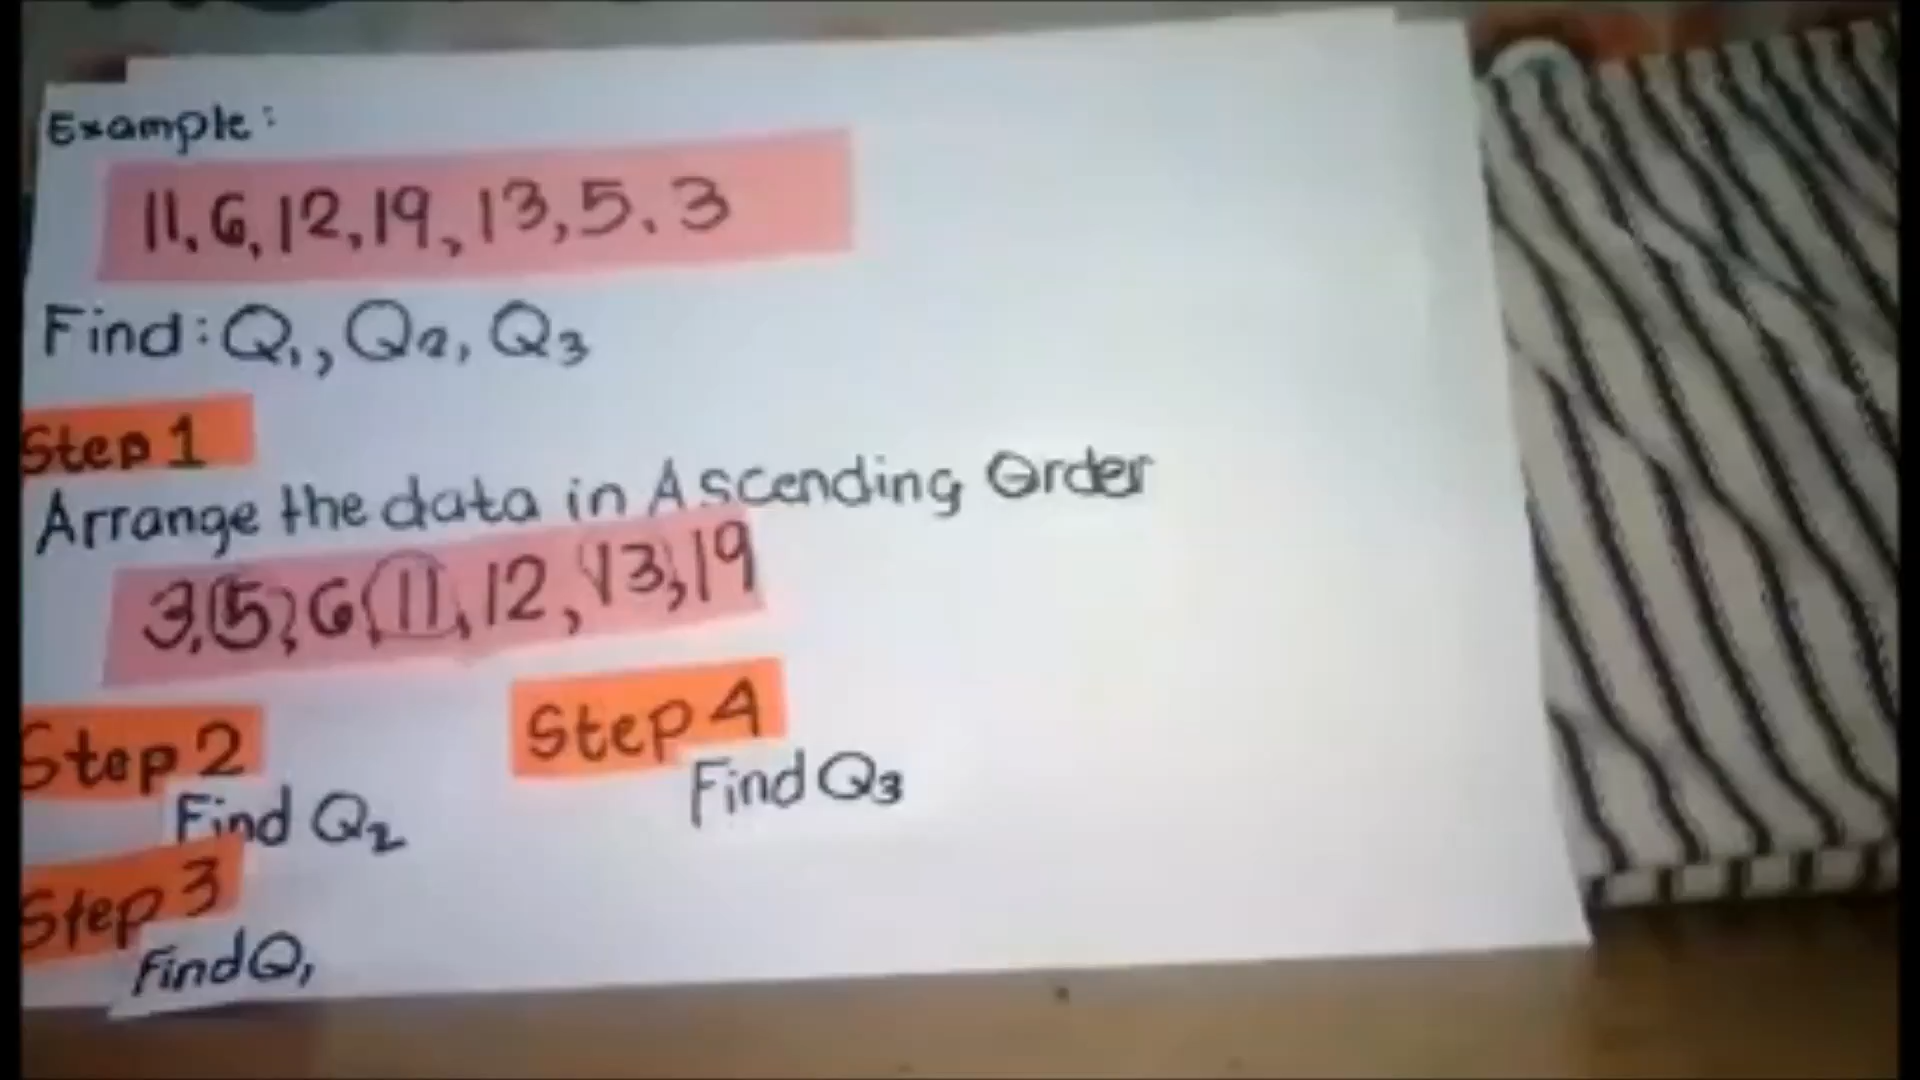 Example:
11, 6, 12, 19, 13, 5, 3
Find: Q1, Q2, Q3
Step 1
Arrange the data in Ascending Order
3, 5, 6, 11, 12, 13, 19
Step 2
Find Q2
Step 3
Find Q1
Step 4
Find Q3